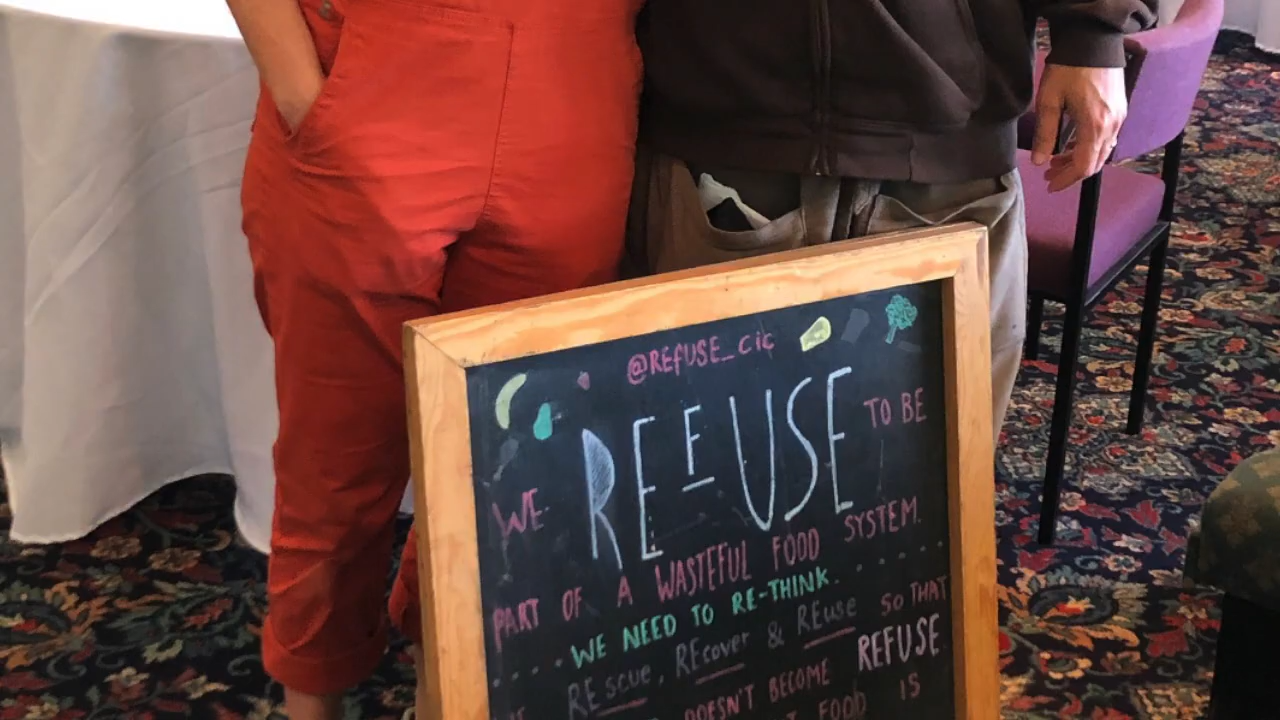 @REFUSE_CiC
WE REFUSE TO BE
PART OF A WASTEFUL FOOD SYSTEM.
....WE NEED TO RE-THINK......
REscue, REcover & REuse SO THAT
DOESN'T BECOME REFUSE.
FOOD IS